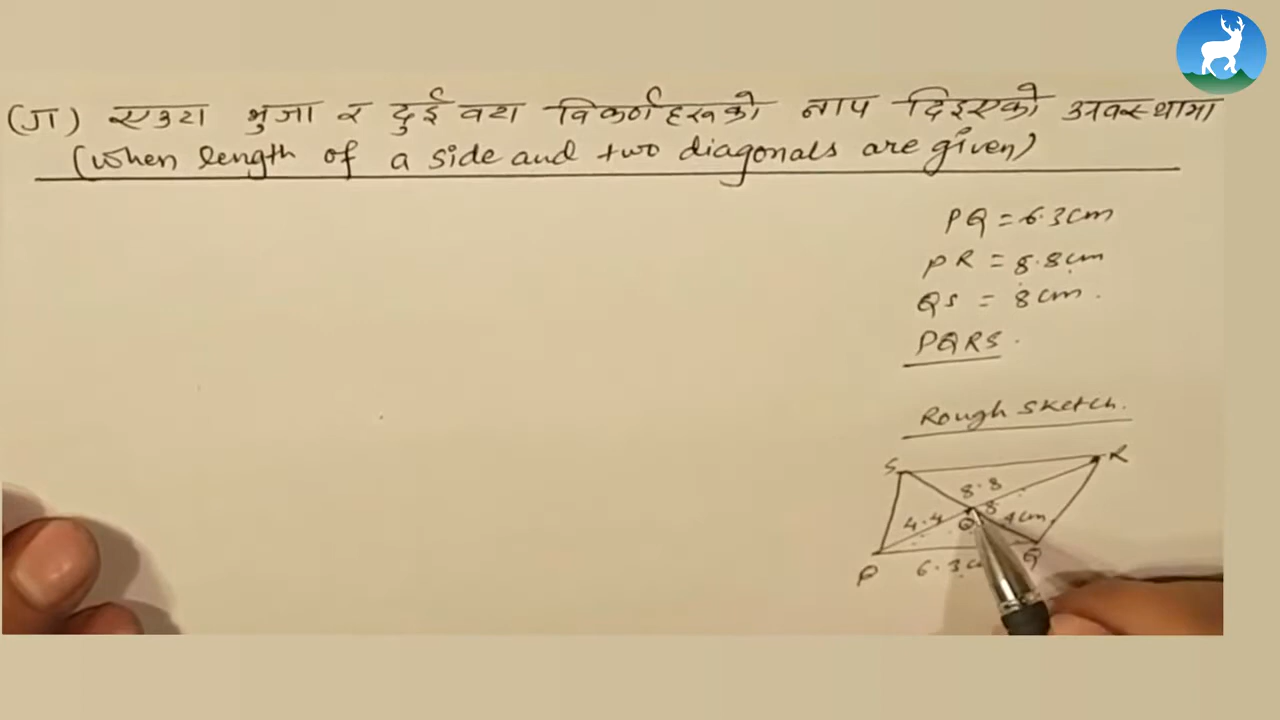 (ग) एउटा भुजा र दुई वटा विकर्णहरुको नाप दिइएको अवस्थामा
(when length of a side and two diagonals are given)
PQ = 6.3cm
PR = 8.8cm
QS = 8cm.
PQRS.
Rough Sketch.
S R
8.8
4.4 8 4cm
O
P 6.3c Q